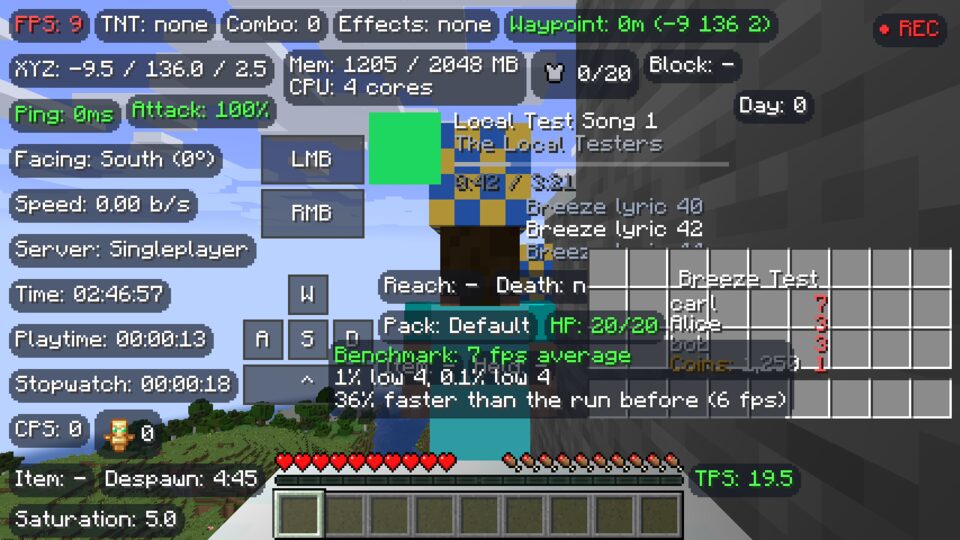 FPS: 9
TNT: none
Combo: 0
Effects: none
Waypoint: 0m (-9 136 2)
REC
XYZ: -9.5 / 136.0 / 2.5
Mem: 1205 / 2048 MB
CPU: 4 cores
0/20
Block: -
Day: 0
Ping: 0ms
Attack: 100%
Local Test Song 1
The Local Testers
0:42 / 3:21
Facing: South (0°)
LMB
Speed: 0.00 b/s
RMB
Breeze lyric 40
Breeze lyric 42
Breeze lyric 44
Server: Singleplayer
Breeze Test
carl 7
Alice 3
bob 3
Coins: 1,250 1
Reach: -
Death: n
Time: 02:46:57
W
Pack: Default
HP: 20/20
Playtime: 00:00:13
A
S
D
Benchmark: 7 fps average
1% low 4, 0.1% low 4
36% faster than the run before (6 fps)
Stopwatch: 00:00:18
^
CPS: 0
0
Item: -
Despawn: 4:45
TPS: 19.5
Saturation: 5.0